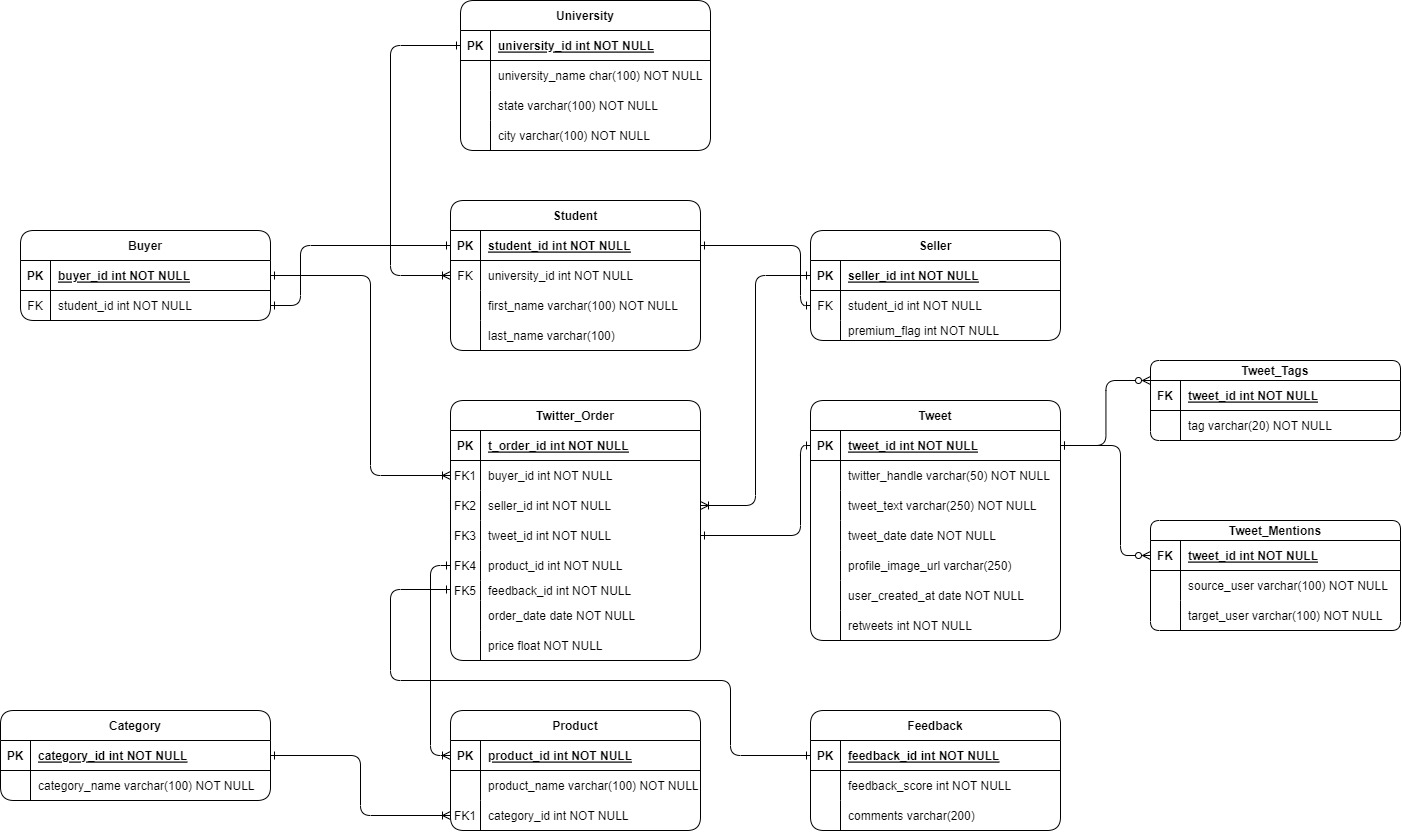 University
PK university_id int NOT NULL
university_name char(100) NOT NULL
state varchar(100) NOT NULL
city varchar(100) NOT NULL
Buyer
PK buyer_id int NOT NULL
FK student_id int NOT NULL
Student
PK student_id int NOT NULL
FK university_id int NOT NULL
first_name varchar(100) NOT NULL
last_name varchar(100)
Seller
PK seller_id int NOT NULL
FK student_id int NOT NULL
premium_flag int NOT NULL
Twitter_Order
PK t_order_id int NOT NULL
FK1 buyer_id int NOT NULL
FK2 seller_id int NOT NULL
FK3 tweet_id int NOT NULL
FK4 product_id int NOT NULL
FK5 feedback_id int NOT NULL
order_date date NOT NULL
price float NOT NULL
Tweet
PK tweet_id int NOT NULL
twitter_handle varchar(50) NOT NULL
tweet_text varchar(250) NOT NULL
tweet_date date NOT NULL
profile_image_url varchar(250)
user_created_at date NOT NULL
retweets int NOT NULL
Tweet_Tags
FK tweet_id int NOT NULL
tag varchar(20) NOT NULL
Tweet_Mentions
FK tweet_id int NOT NULL
source_user varchar(100) NOT NULL
target_user varchar(100) NOT NULL
Category
PK category_id int NOT NULL
category_name varchar(100) NOT NULL
Product
PK product_id int NOT NULL
product_name varchar(100) NOT NULL
FK1 category_id int NOT NULL
Feedback
PK feedback_id int NOT NULL
feedback_score int NOT NULL
comments varchar(200)